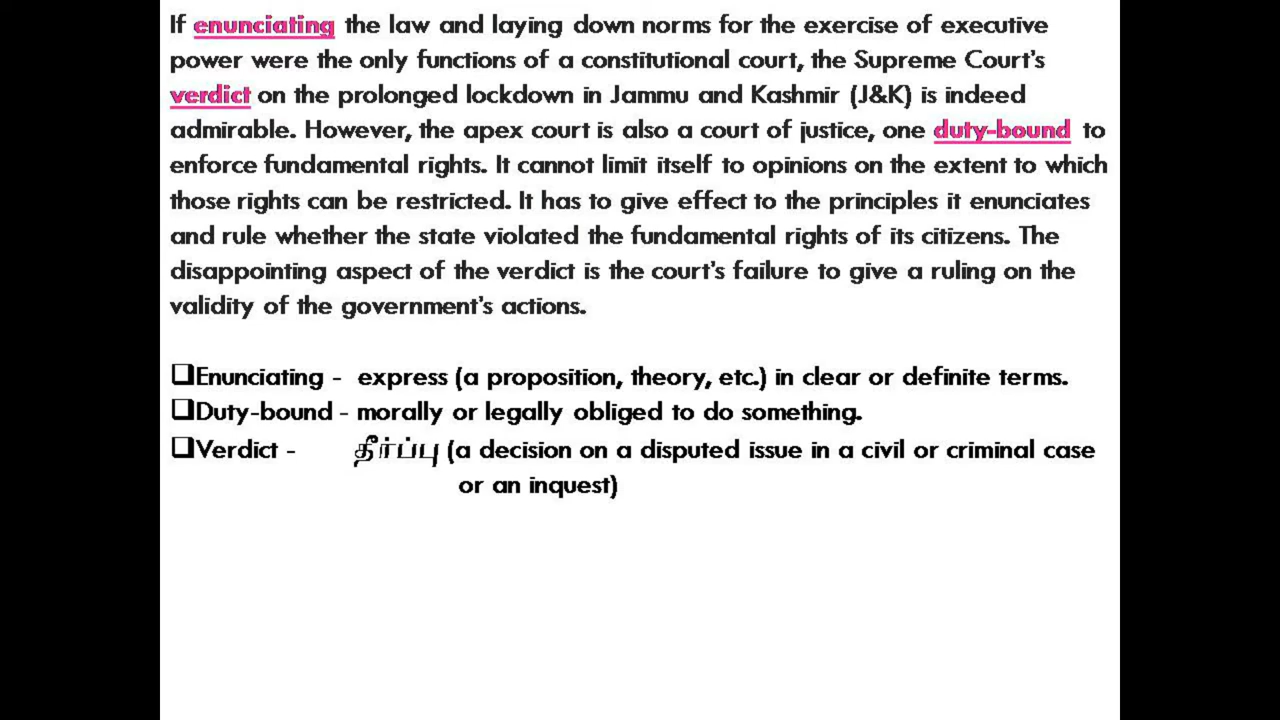 If enunciating the law and laying down norms for the exercise of executive
power were the only functions of a constitutional court, the Supreme Court's
verdict on the prolonged lockdown in Jammu and Kashmir (J&K) is indeed
admirable. However, the apex court is also a court of justice, one duty-bound to
enforce fundamental rights. It cannot limit itself to opinions on the extent to which
those rights can be restricted. It has to give effect to the principles it enunciates
and rule whether the state violated the fundamental rights of its citizens. The
disappointing aspect of the verdict is the court's failure to give a ruling on the
validity of the government's actions.
❑Enunciating - express (a proposition, theory, etc.) in clear or definite terms.
❑Duty-bound - morally or legally obliged to do something.
❑Verdict - தீர்ப்பு (a decision on a disputed issue in a civil or criminal case
or an inquest)